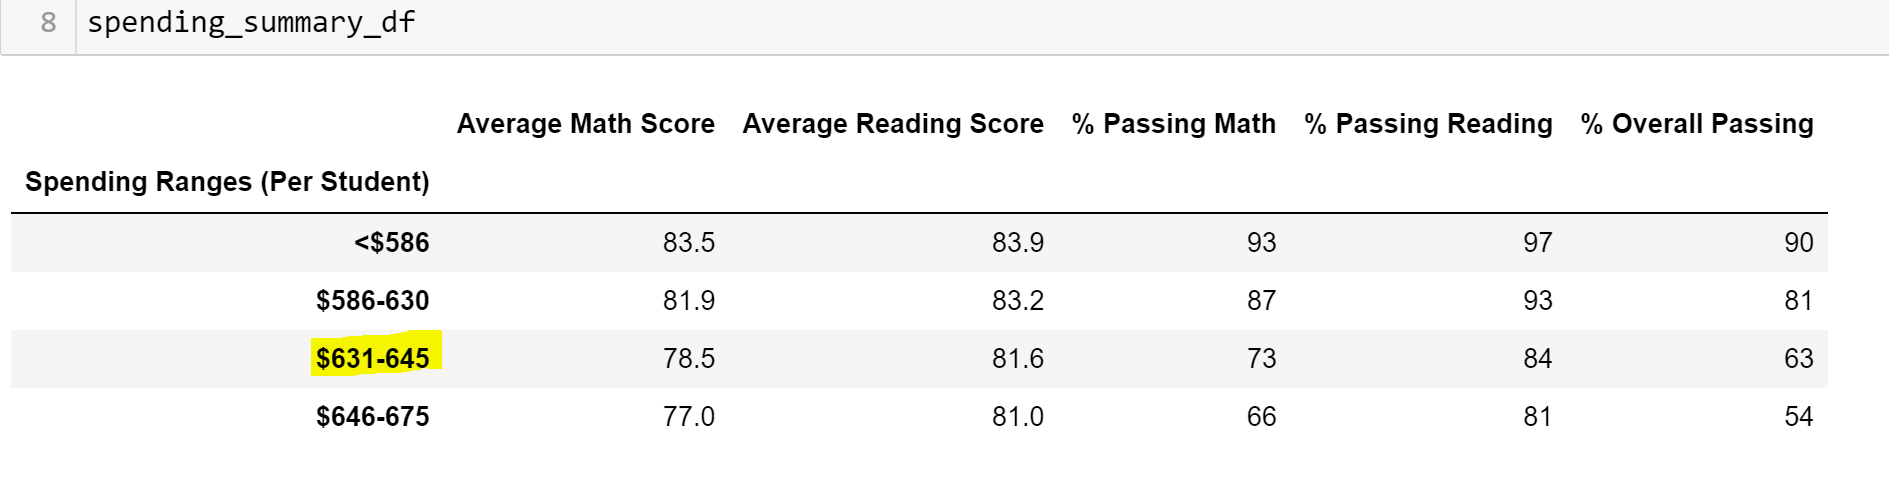 8 spending_summary_df
Average Math Score Average Reading Score % Passing Math % Passing Reading % Overall Passing
Spending Ranges (Per Student)
<$586 83.5 83.9 93 97 90
$586-630 81.9 83.2 87 93 81
$631-645 78.5 81.6 73 84 63
$646-675 77.0 81.0 66 81 54